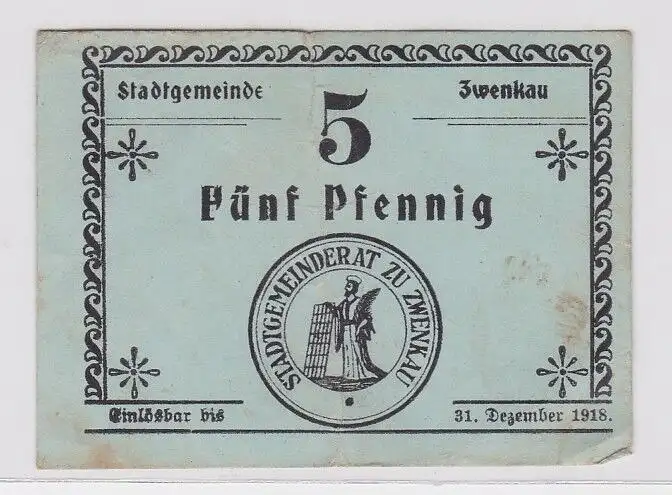 Stadtgemeinde Zwenkau
5
Fünf Pfennig
STADTGEMEINDERAT ZU ZWENKAU
Einlösbar bis 31. Dezember 1918.